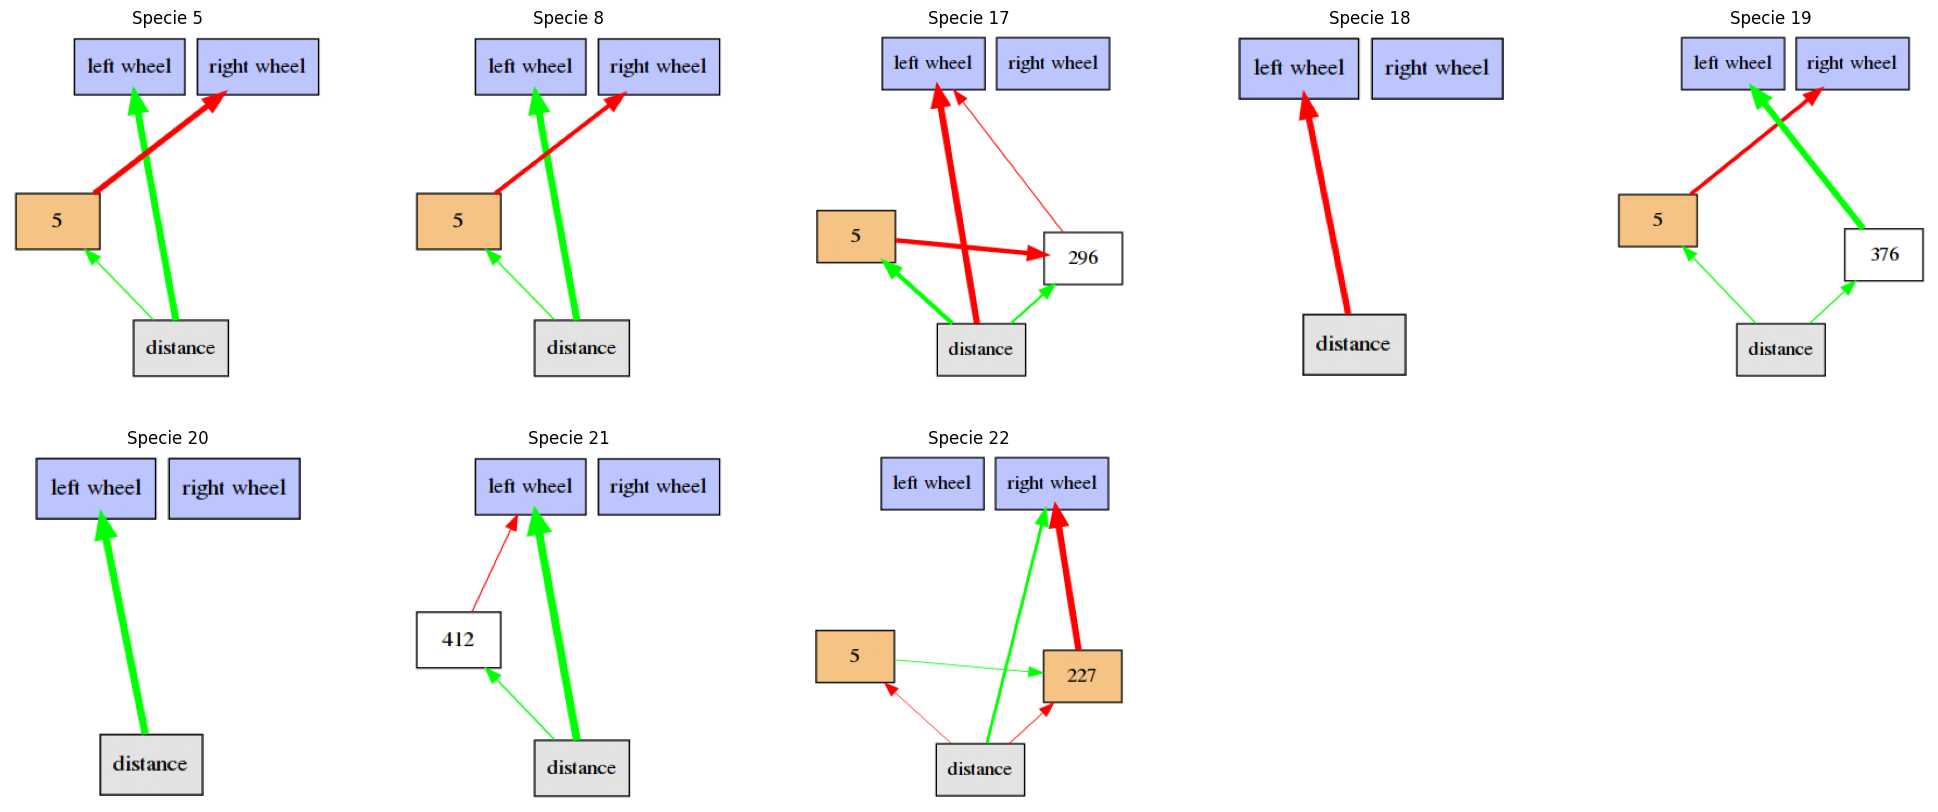 Specie 5
left wheel
right wheel
5
distance
Specie 8
left wheel
right wheel
5
distance
Specie 17
left wheel
right wheel
5
296
distance
Specie 18
left wheel
right wheel
distance
Specie 19
left wheel
right wheel
5
376
distance
Specie 20
left wheel
right wheel
distance
Specie 21
left wheel
right wheel
412
distance
Specie 22
left wheel
right wheel
5
227
distance